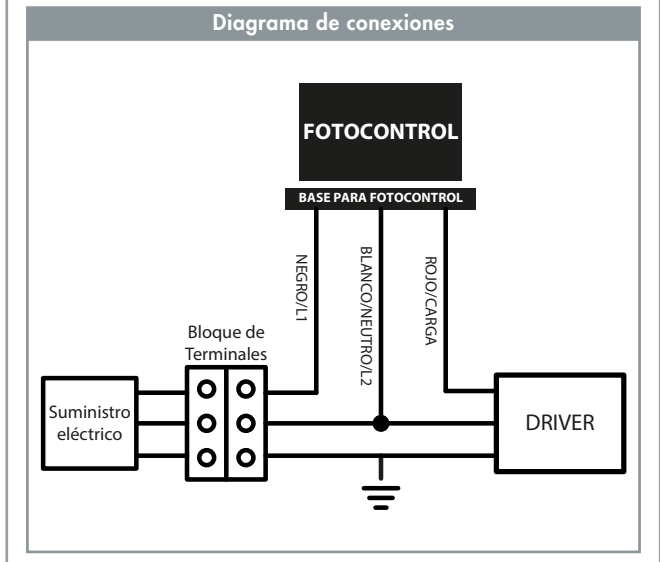 Diagrama de conexiones
FOTOCONTROL
BASE PARA FOTOCONTROL
NEGRO/L1
BLANCO/NEUTRO/L2
ROJO/CARGA
Bloque de
Terminales
Suministro
eléctrico
DRIVER